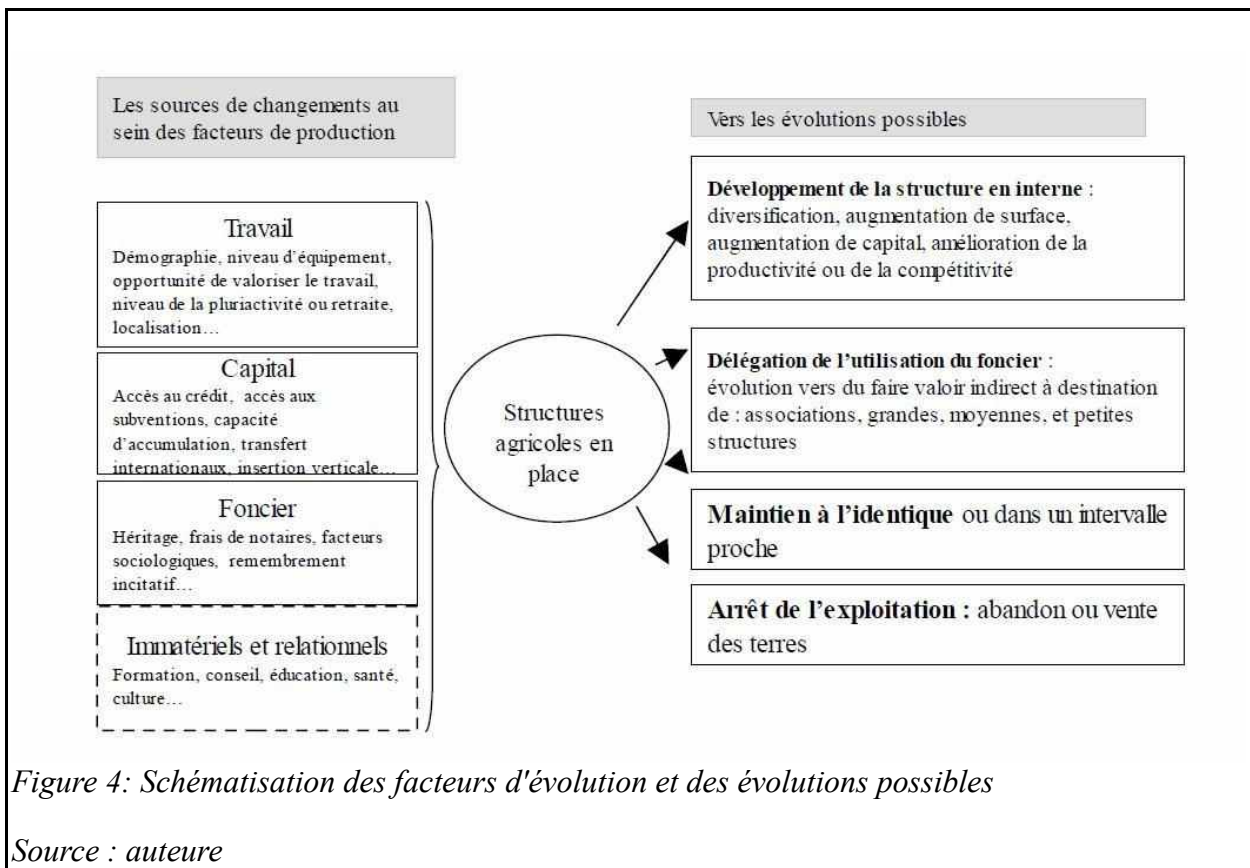 Les sources de changements au
sein des facteurs de production
Travail
Démographie, niveau d'équipement,
opportunité de valoriser le travail,
niveau de la pluriactivité ou retraite,
localisation…
Capital
Accès au crédit, accès aux
subventions, capacité
d'accumulation, transfert
internationaux, insertion verticale…
Foncier
Héritage, frais de notaires, facteurs
sociologiques, remembrement
incitatif…
Immatériels et relationnels
Formation, conseil, éducation, santé,
culture…
Structures
agricoles en
place
Vers les évolutions possibles
Développement de la structure en interne :
diversification, augmentation de surface,
augmentation de capital, amélioration de la
productivité ou de la compétitivité
Délégation de l'utilisation du foncier :
évolution vers du faire valoir indirect à destination
de : associations, grandes, moyennes, et petites
structures
Maintien à l'identique ou dans un intervalle
proche
Arrêt de l'exploitation : abandon ou vente
des terres
Figure 4: Schématisation des facteurs d'évolution et des évolutions possibles
Source : auteure